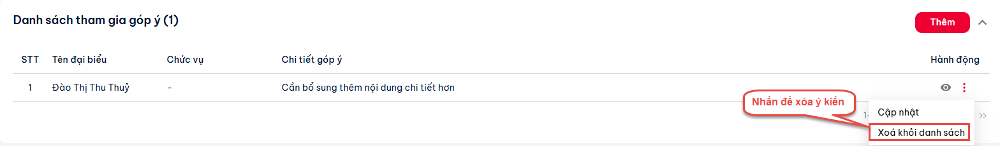 Danh sách tham gia góp ý (1)
Thêm
STT Tên đại biểu Chức vụ Chi tiết góp ý Hành động
1 Đào Thị Thu Thuỷ - Cần bổ sung thêm nội dung chi tiết hơn
Nhấn để xóa ý kiến
1-
Cập nhật
Xoá khỏi danh sách